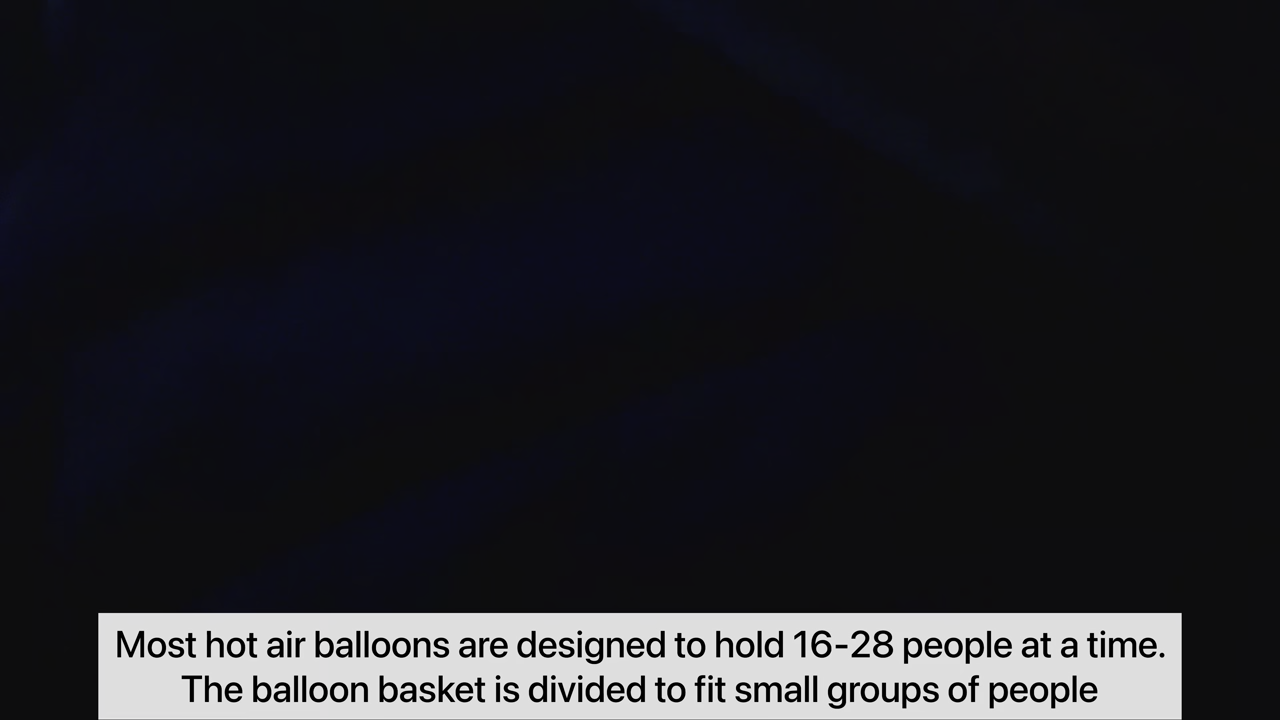 Most hot air balloons are designed to hold 16-28 people at a time.
The balloon basket is divided to fit small groups of people